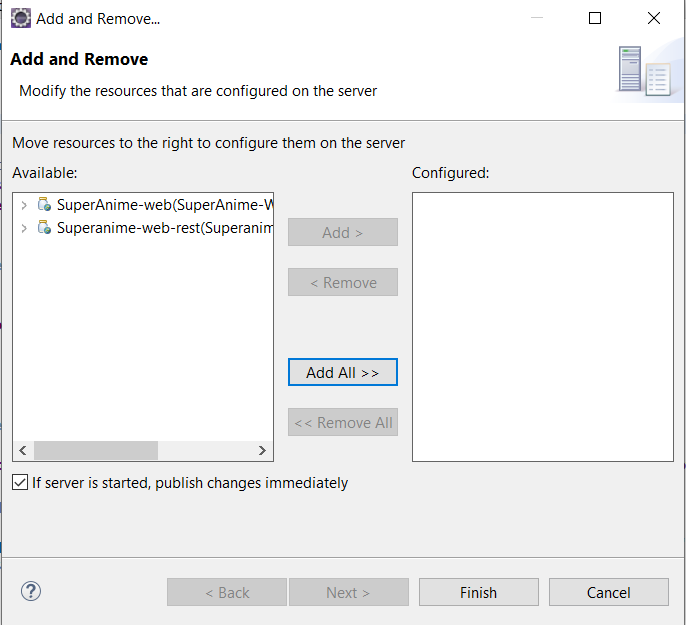 Add and Remove...
Add and Remove
Modify the resources that are configured on the server
Move resources to the right to configure them on the server
Available:
Configured:
SuperAnime-web(SuperAnime-W
Superanime-web-rest(Superanim
Add >
< Remove
Add All >>
<< Remove All
If server is started, publish changes immediately
?
< Back
Next >
Finish
Cancel